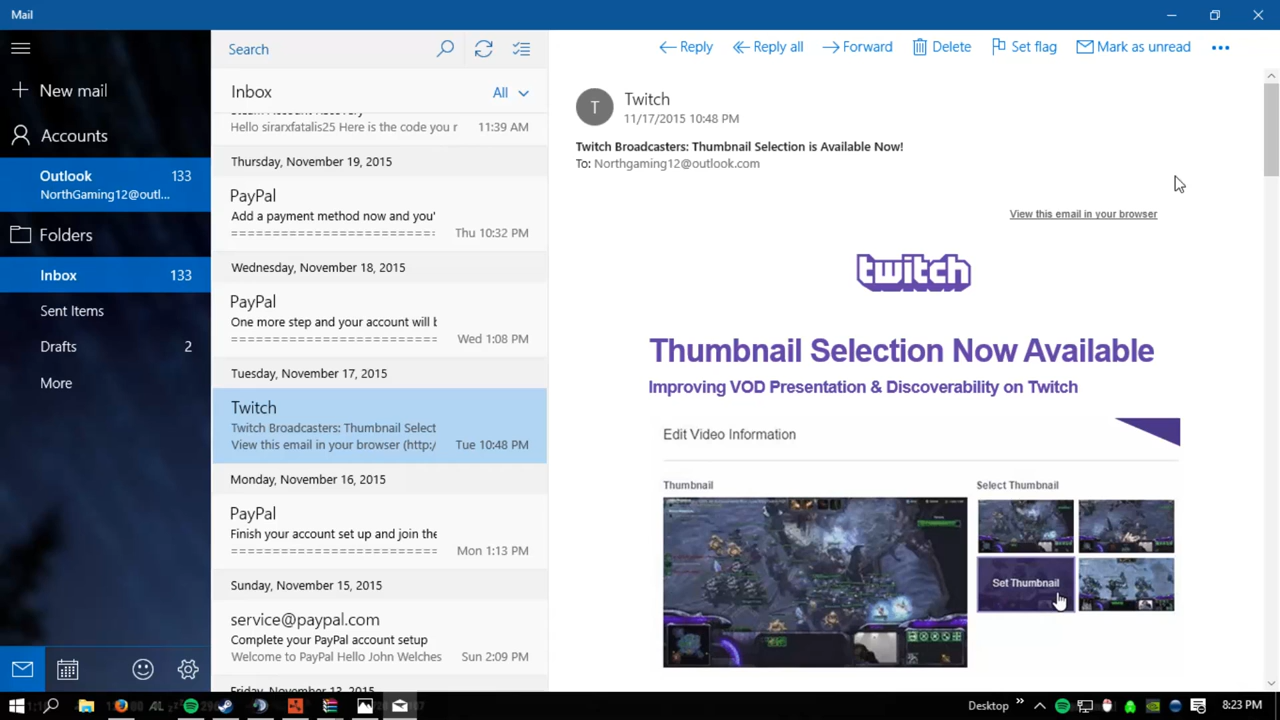 Mail
Search
Reply
Reply all
Forward
Delete
Set flag
Mark as unread
New mail
Accounts
Outlook 133
NorthGaming12@outl...
Folders
Inbox 133
Sent Items
Drafts 2
More
Inbox
All
Steam Account Recovery
Hello sirarxfatalis25 Here is the code you r 11:39 AM
Thursday, November 19, 2015
PayPal
Add a payment method now and you'
================================ Thu 10:32 PM
Wednesday, November 18, 2015
PayPal
One more step and your account will b
================================ Wed 1:08 PM
Tuesday, November 17, 2015
Twitch
Twitch Broadcasters: Thumbnail Select
View this email in your browser (http:/ Tue 10:48 PM
Monday, November 16, 2015
PayPal
Finish your account set up and join the
================================ Mon 1:13 PM
Sunday, November 15, 2015
service@paypal.com
Complete your PayPal account setup
Welcome to PayPal Hello John Welches Sun 2:09 PM
Friday, November 13, 2015
T
Twitch
11/17/2015 10:48 PM
Twitch Broadcasters: Thumbnail Selection is Available Now!
To: Northgaming12@outlook.com
View this email in your browser
twitch
Thumbnail Selection Now Available
Improving VOD Presentation & Discoverability on Twitch
Edit Video Information
Thumbnail
Select Thumbnail
Set Thumbnail
Desktop
8:23 PM